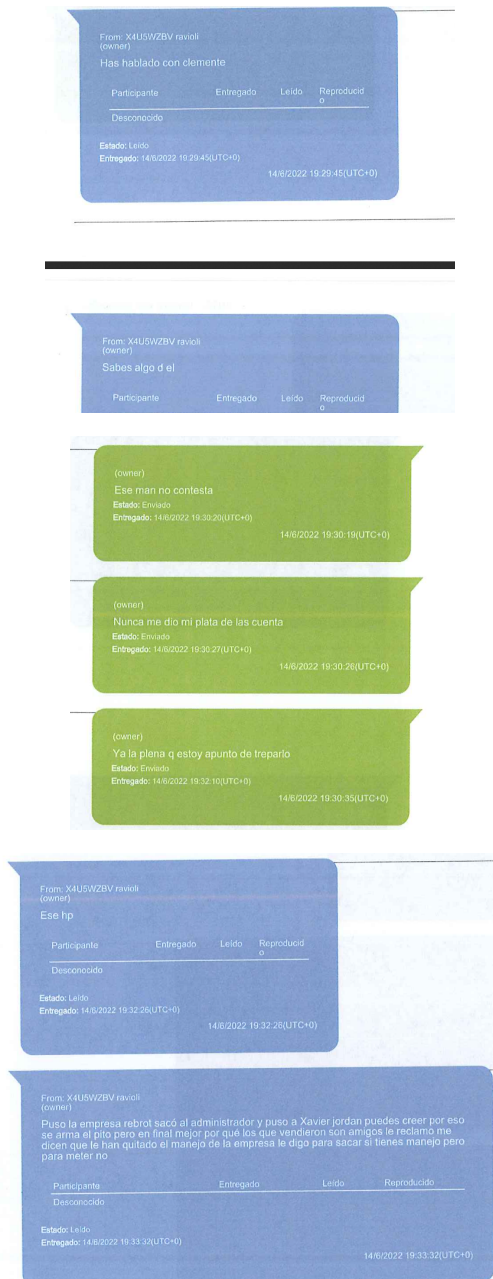 From: X4U5WZBV ravioli
(owner)
Has hablado con clemente
Participante Entregado Leído Reproducid
o
Desconocido
Estado: Leído
Entregado: 14/6/2022 19:29:45(UTC+0)
14/6/2022 19:29:45(UTC+0)
From: X4U5WZBV ravioli
(owner)
Sabes algo d el
Participante Entregado Leído Reproducid
o
(owner)
Ese man no contesta
Estado: Enviado
Entregado: 14/6/2022 19:30:20(UTC+0)
14/6/2022 19:30:19(UTC+0)
(owner)
Nunca me dio mi plata de las cuenta
Estado: Enviado
Entregado: 14/6/2022 19:30:27(UTC+0)
14/6/2022 19:30:26(UTC+0)
(owner)
Ya la plena q estoy apunto de treparlo
Estado: Enviado
Entregado: 14/6/2022 19:32:10(UTC+0)
14/6/2022 19:30:35(UTC+0)
From: X4U5WZBV ravioli
(owner)
Ese hp
Participante Entregado Leído Reproducid
o
Desconocido
Estado: Leído
Entregado: 14/6/2022 19:32:26(UTC+0)
14/6/2022 19:32:26(UTC+0)
From: X4U5WZBV ravioli
(owner)
Puso la empresa rebrot sacó al administrador y puso a Xavier jordan puedes creer por eso
se arma el pito pero en final mejor por qué los que vendieron son amigos le reclamo me
dicen que le han quitado el manejo de la empresa le digo para sacar si tienes manejo pero
para meter no
Participante Entregado Leído Reproducido
Desconocido
Estado: Leído
Entregado: 14/6/2022 19:33:32(UTC+0)
14/6/2022 19:33:32(UTC+0)